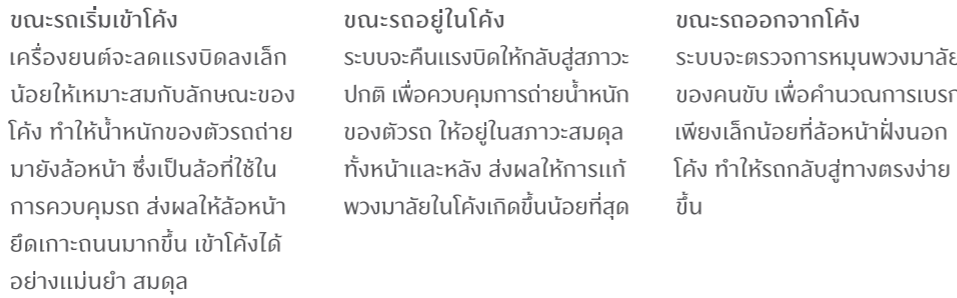 ขณะรถเริ่มเข้าโค้ง
เครื่องยนต์จะลดแรงบิดลงเล็ก
น้อยให้เหมาะสมกับลักษณะของ
โค้ง ทำให้น้ำหนักของตัวรถถ่าย
มายังล้อหน้า ซึ่งเป็นล้อที่ใช้ใน
การควบคุมรถ ส่งผลให้ล้อหน้า
ยึดเกาะถนนมากขึ้น เข้าโค้งได้
อย่างแม่นยำ สมดุล
ขณะรถอยู่ในโค้ง
ระบบจะคืนแรงบิดให้กลับสู่สภาวะ
ปกติ เพื่อควบคุมการถ่ายน้ำหนัก
ของตัวรถ ให้อยู่ในสภาวะสมดุล
ทั้งหน้าและหลัง ส่งผลให้การแก้
พวงมาลัยในโค้งเกิดขึ้นน้อยที่สุด
ขณะรถออกจากโค้ง
ระบบจะตรวจการหมุนพวงมาลัย
ของคนขับ เพื่อคำนวณการเบรก
เพียงเล็กน้อยที่ล้อหน้าฝั่งนอก
โค้ง ทำให้รถกลับสู่ทางตรงง่าย
ขึ้น